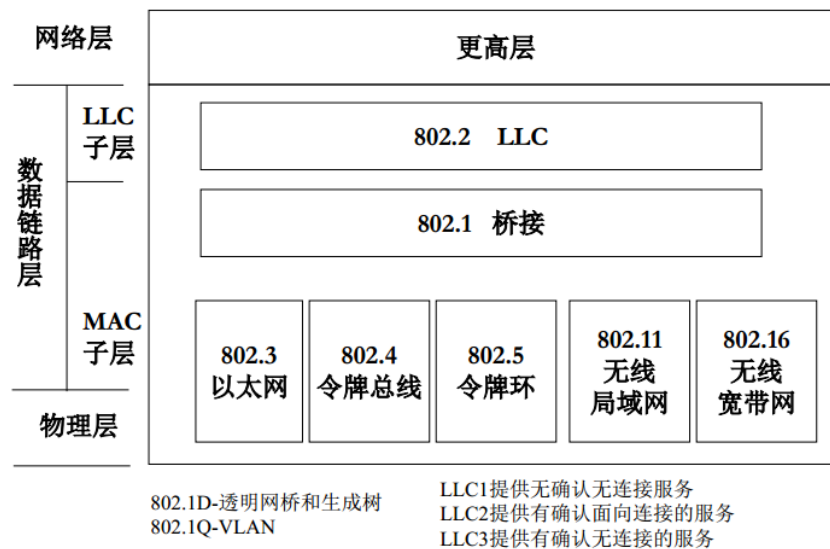 网络层
更高层
LLC
子层
802.2 LLC
数据链路层
802.1 桥接
MAC
子层
802.3
以太网
802.4
令牌总线
802.5
令牌环
802.11
无线
局域网
802.16
无线
宽带网
物理层
802.1D-透明网桥和生成树
802.1Q-VLAN
LLC1提供无确认无连接服务
LLC2提供有确认面向连接的服务
LLC3提供有确认无连接的服务